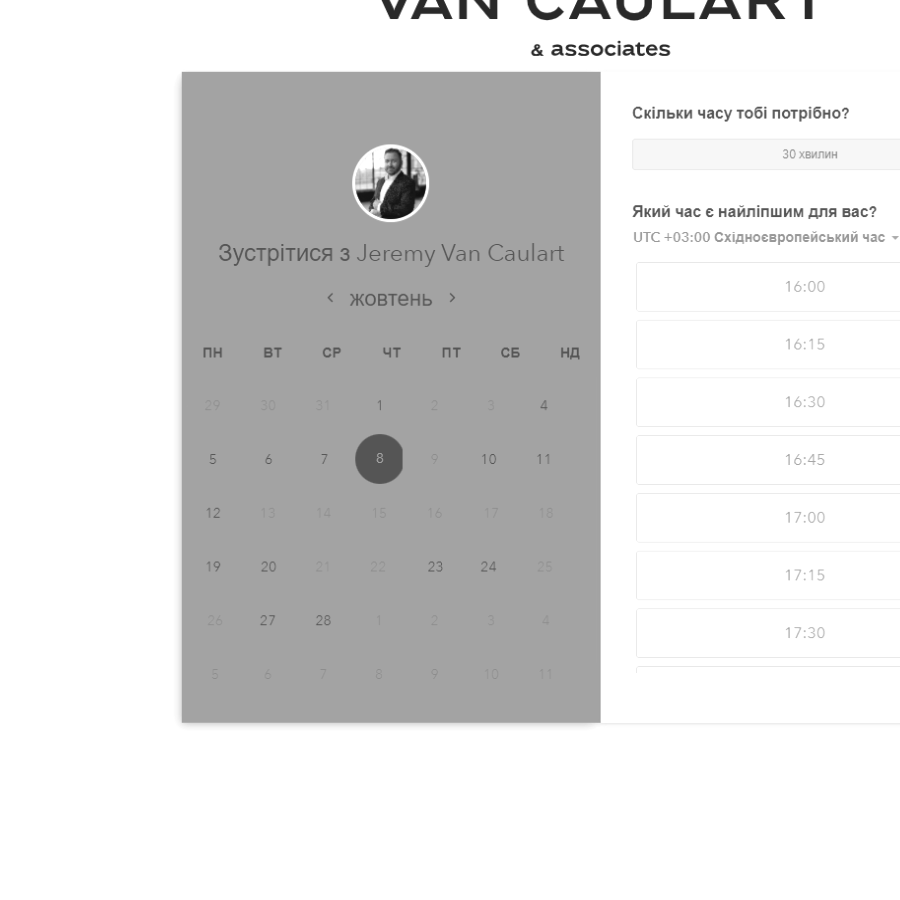 VAN CAULART
& associates
Зустрітися з Jeremy Van Caulart
жовтень
ПН ВТ СР ЧТ ПТ СБ НД
29 30 31 1 2 3 4
5 6 7 8 9 10 11
12 13 14 15 16 17 18
19 20 21 22 23 24 25
26 27 28 1 2 3 4
5 6 7 8 9 10 11
Скільки часу тобі потрібно?
30 хвилин
Який час є найліпшим для вас?
UTC +03:00 Східноєвропейський час
16:00
16:15
16:30
16:45
17:00
17:15
17:30